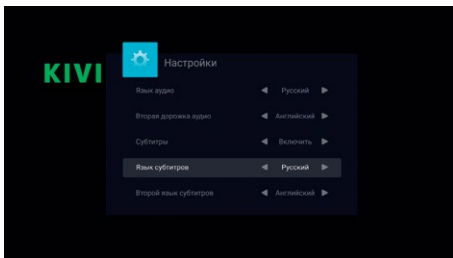 KIVI
Настройки
Язык аудио ◀ Русский ▶
Вторая дорожка аудио ◀ Английский ▶
Субтитры ◀ Включить ▶
Язык субтитров ◀ Русский ▶
Второй язык субтитров ◀ Английский ▶